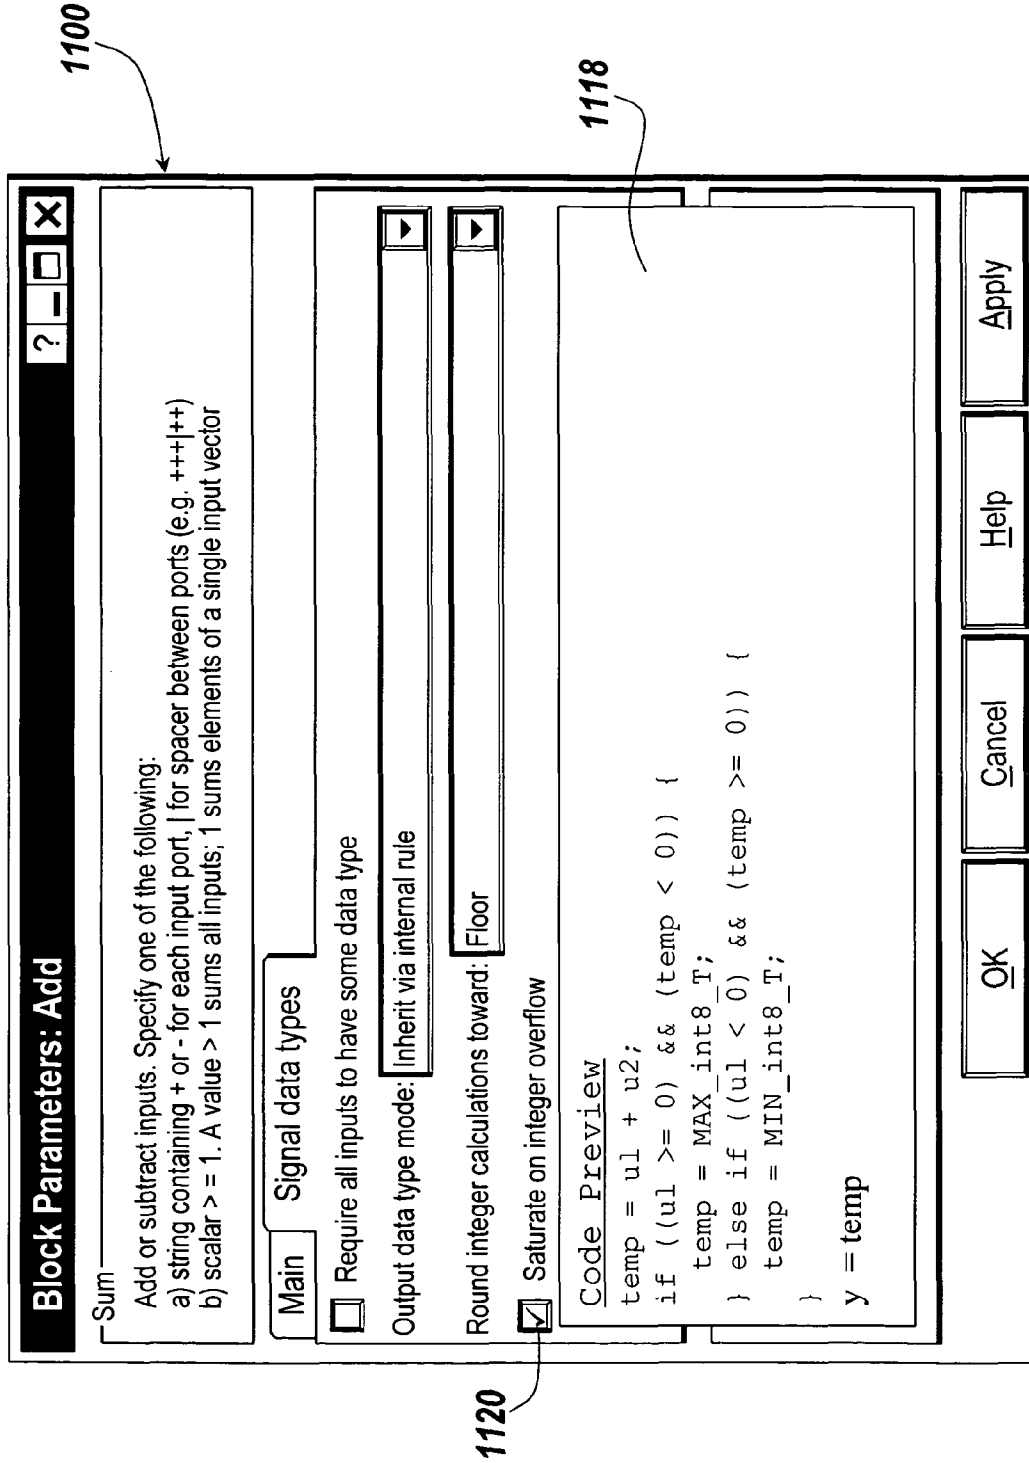 1100
Block Parameters: Add
?
Sum
Add or subtract inputs. Specify one of the following:
a) string containing + or - for each input port, | for spacer between ports (e.g. +++|++)
b) scalar > = 1. A value > 1 sums all inputs; 1 sums elements of a single input vector
Main
Signal data types
Require all inputs to have some data type
Output data type mode: Inherit via internal rule
Round integer calculations toward: Floor
Saturate on integer overflow
1120
1118
Code Preview
temp = u1 + u2;
if ((u1 >= 0) && (temp < 0)) {
temp = MAX_int8_T;
} else if ((u1 < 0) && (temp >= 0)) {
temp = MIN_int8_T;
}
y = temp
OK
Cancel
Help
Apply